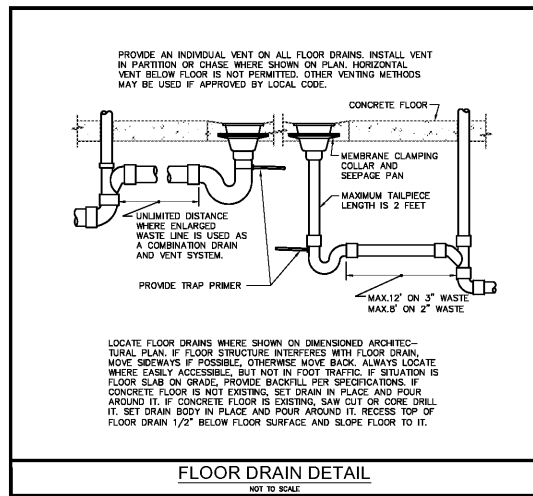 PROVIDE AN INDIVIDUAL VENT ON ALL FLOOR DRAINS. INSTALL VENT
IN PARTITION OR CHASE WHERE SHOWN ON PLAN. HORIZONTAL
VENT BELOW FLOOR IS NOT PERMITTED. OTHER VENTING METHODS
MAY BE USED IF APPROVED BY LOCAL CODE.
CONCRETE FLOOR
MEMBRANE CLAMPING
COLLAR AND
SEEPAGE PAN
MAXIMUM TAILPIECE
LENGTH IS 2 FEET
UNLIMITED DISTANCE
WHERE ENLARGED
WASTE LINE IS USED AS
A COMBINATION DRAIN
AND VENT SYSTEM.
PROVIDE TRAP PRIMER
MAX.12' ON 3" WASTE
MAX.8' ON 2" WASTE
LOCATE FLOOR DRAINS WHERE SHOWN ON DIMENSIONED ARCHITEC-
TURAL PLAN. IF FLOOR STRUCTURE INTERFERES WITH FLOOR DRAIN,
MOVE SIDEWAYS IF POSSIBLE, OTHERWISE MOVE BACK. ALWAYS LOCATE
WHERE EASILY ACCESSIBLE, BUT NOT IN FOOT TRAFFIC. IF SITUATION IS
FLOOR SLAB ON GRADE, PROVIDE BACKFILL PER SPECIFICATIONS. IF
CONCRETE FLOOR IS NOT EXISTING, SET DRAIN IN PLACE AND POUR
AROUND IT. IF CONCRETE FLOOR IS EXISTING, SAW CUT OR CORE DRILL
IT. SET DRAIN BODY IN PLACE AND POUR AROUND IT. RECESS TOP OF
FLOOR DRAIN 1/2" BELOW FLOOR SURFACE AND SLOPE FLOOR TO IT.
FLOOR DRAIN DETAIL
NOT TO SCALE